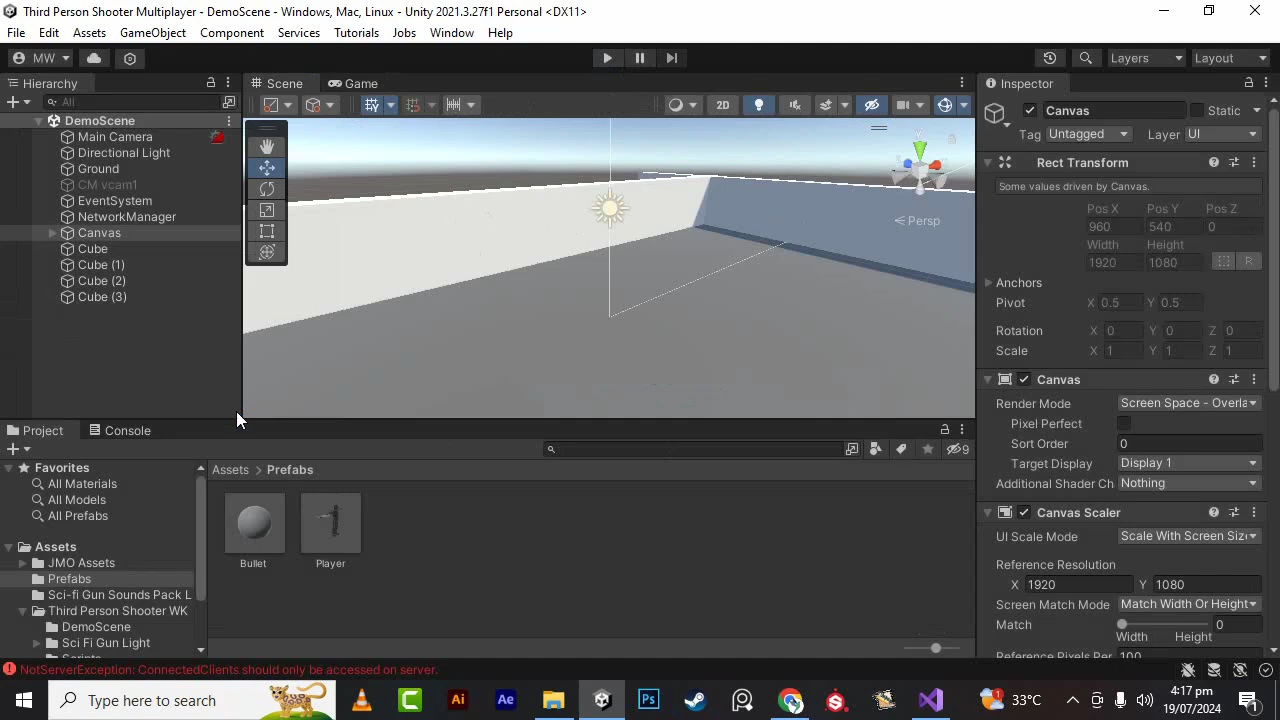 Third Person Shooter Multiplayer - DemoScene - Windows, Mac, Linux - Unity 2021.3.27f1 Personal <DX11>
File Edit Assets GameObject Component Services Tutorials Jobs Window Help
MW Layers Layout
Hierarchy Scene Game Inspector
All 2D Canvas Static
DemoScene
Main Camera Tag Untagged Layer UI
Directional Light Rect Transform
Ground
CM vcam1 Some values driven by Canvas.
EventSystem Pos X Pos Y Pos Z
NetworkManager Persp 960 540 0
Canvas Width Height
Cube 1920 1080 R
Cube (1)
Cube (2) Anchors
Cube (3) Pivot X 0.5 Y 0.5
Rotation X 0 Y 0 Z 0
Scale X 1 Y 1 Z 1
Canvas
Render Mode Screen Space - Overla
Pixel Perfect
Project Console Sort Order 0
9 Target Display Display 1
Favorites Assets > Prefabs Additional Shader Ch Nothing
All Materials
All Models Canvas Scaler
All Prefabs UI Scale Mode Scale With Screen Siz
Assets Reference Resolution
JMO Assets Bullet Player
Prefabs X 1920 Y 1080
Sci-fi Gun Sounds Pack L Screen Match Mode Match Width Or Height
Third Person Shooter WK Match 0
DemoScene Width Height
Sci Fi Gun Light
NotServerException: ConnectedClients should only be accessed on server.
Type here to search Ai Ae Ps 1 33°C 4:17 pm
19/07/2024